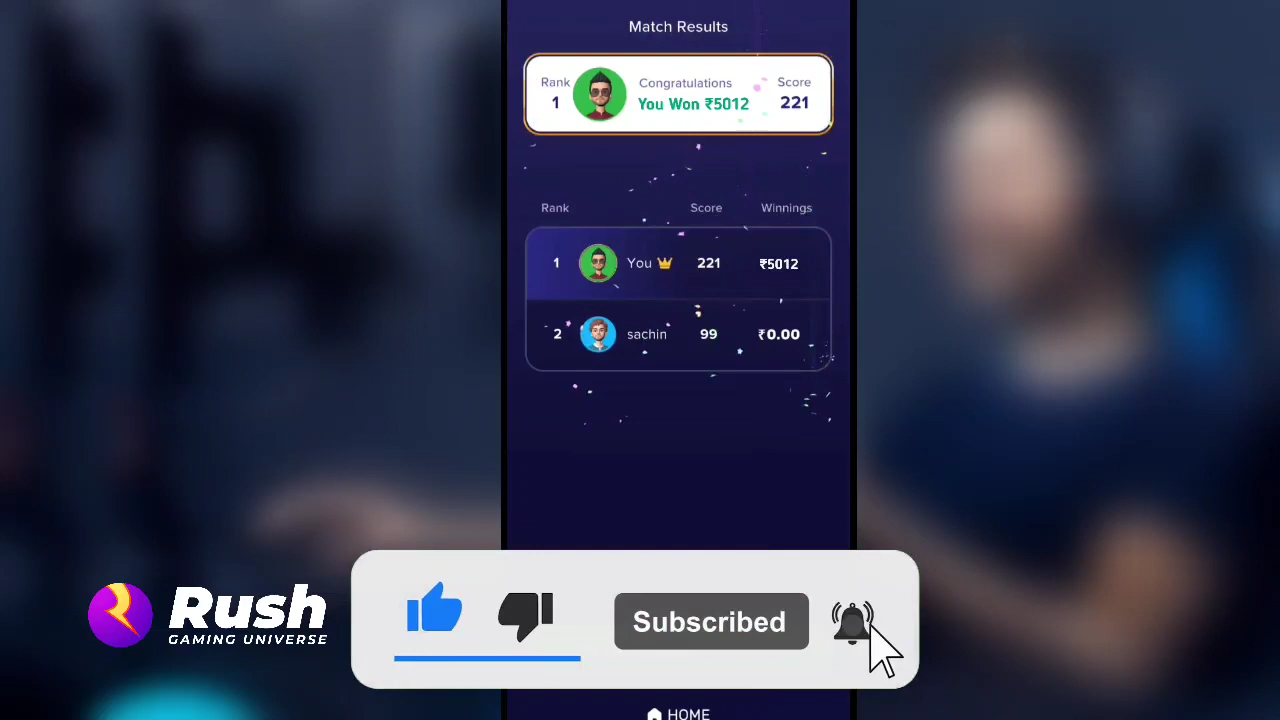 Match Results
Rank Congratulations Score
1 You Won ₹5012 221
Rank Score Winnings
1 You 221 ₹5012
2 sachin 99 ₹0.00
Rush
GAMING UNIVERSE
Subscribed
HOME